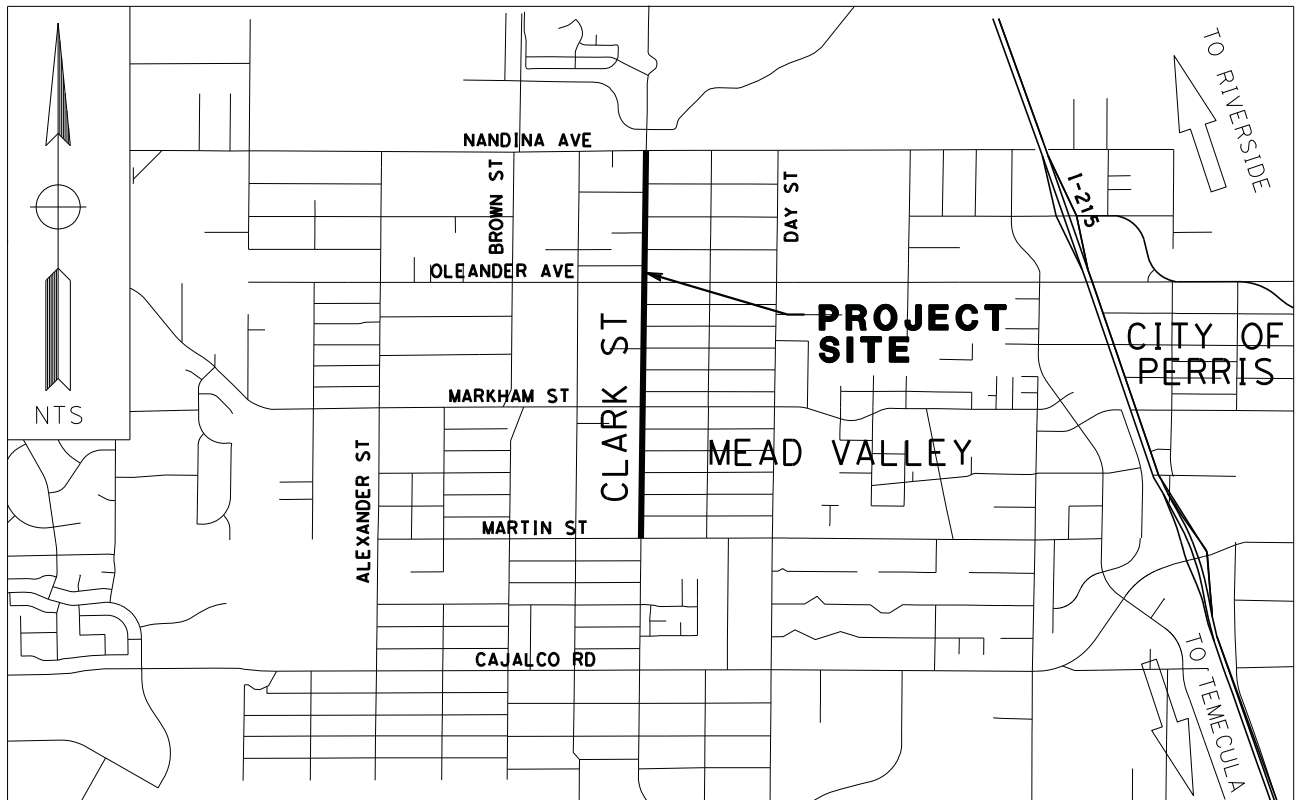 TO RIVERSIDE
NANDINA AVE
BROWN ST
DAY ST
I-215
OLEANDER AVE
PROJECT
SITE
CLARK ST
CITY OF
PERRIS
NTS
MARKHAM ST
MEAD VALLEY
ALEXANDER ST
MARTIN ST
CAJALCO RD
TO TEMECULA